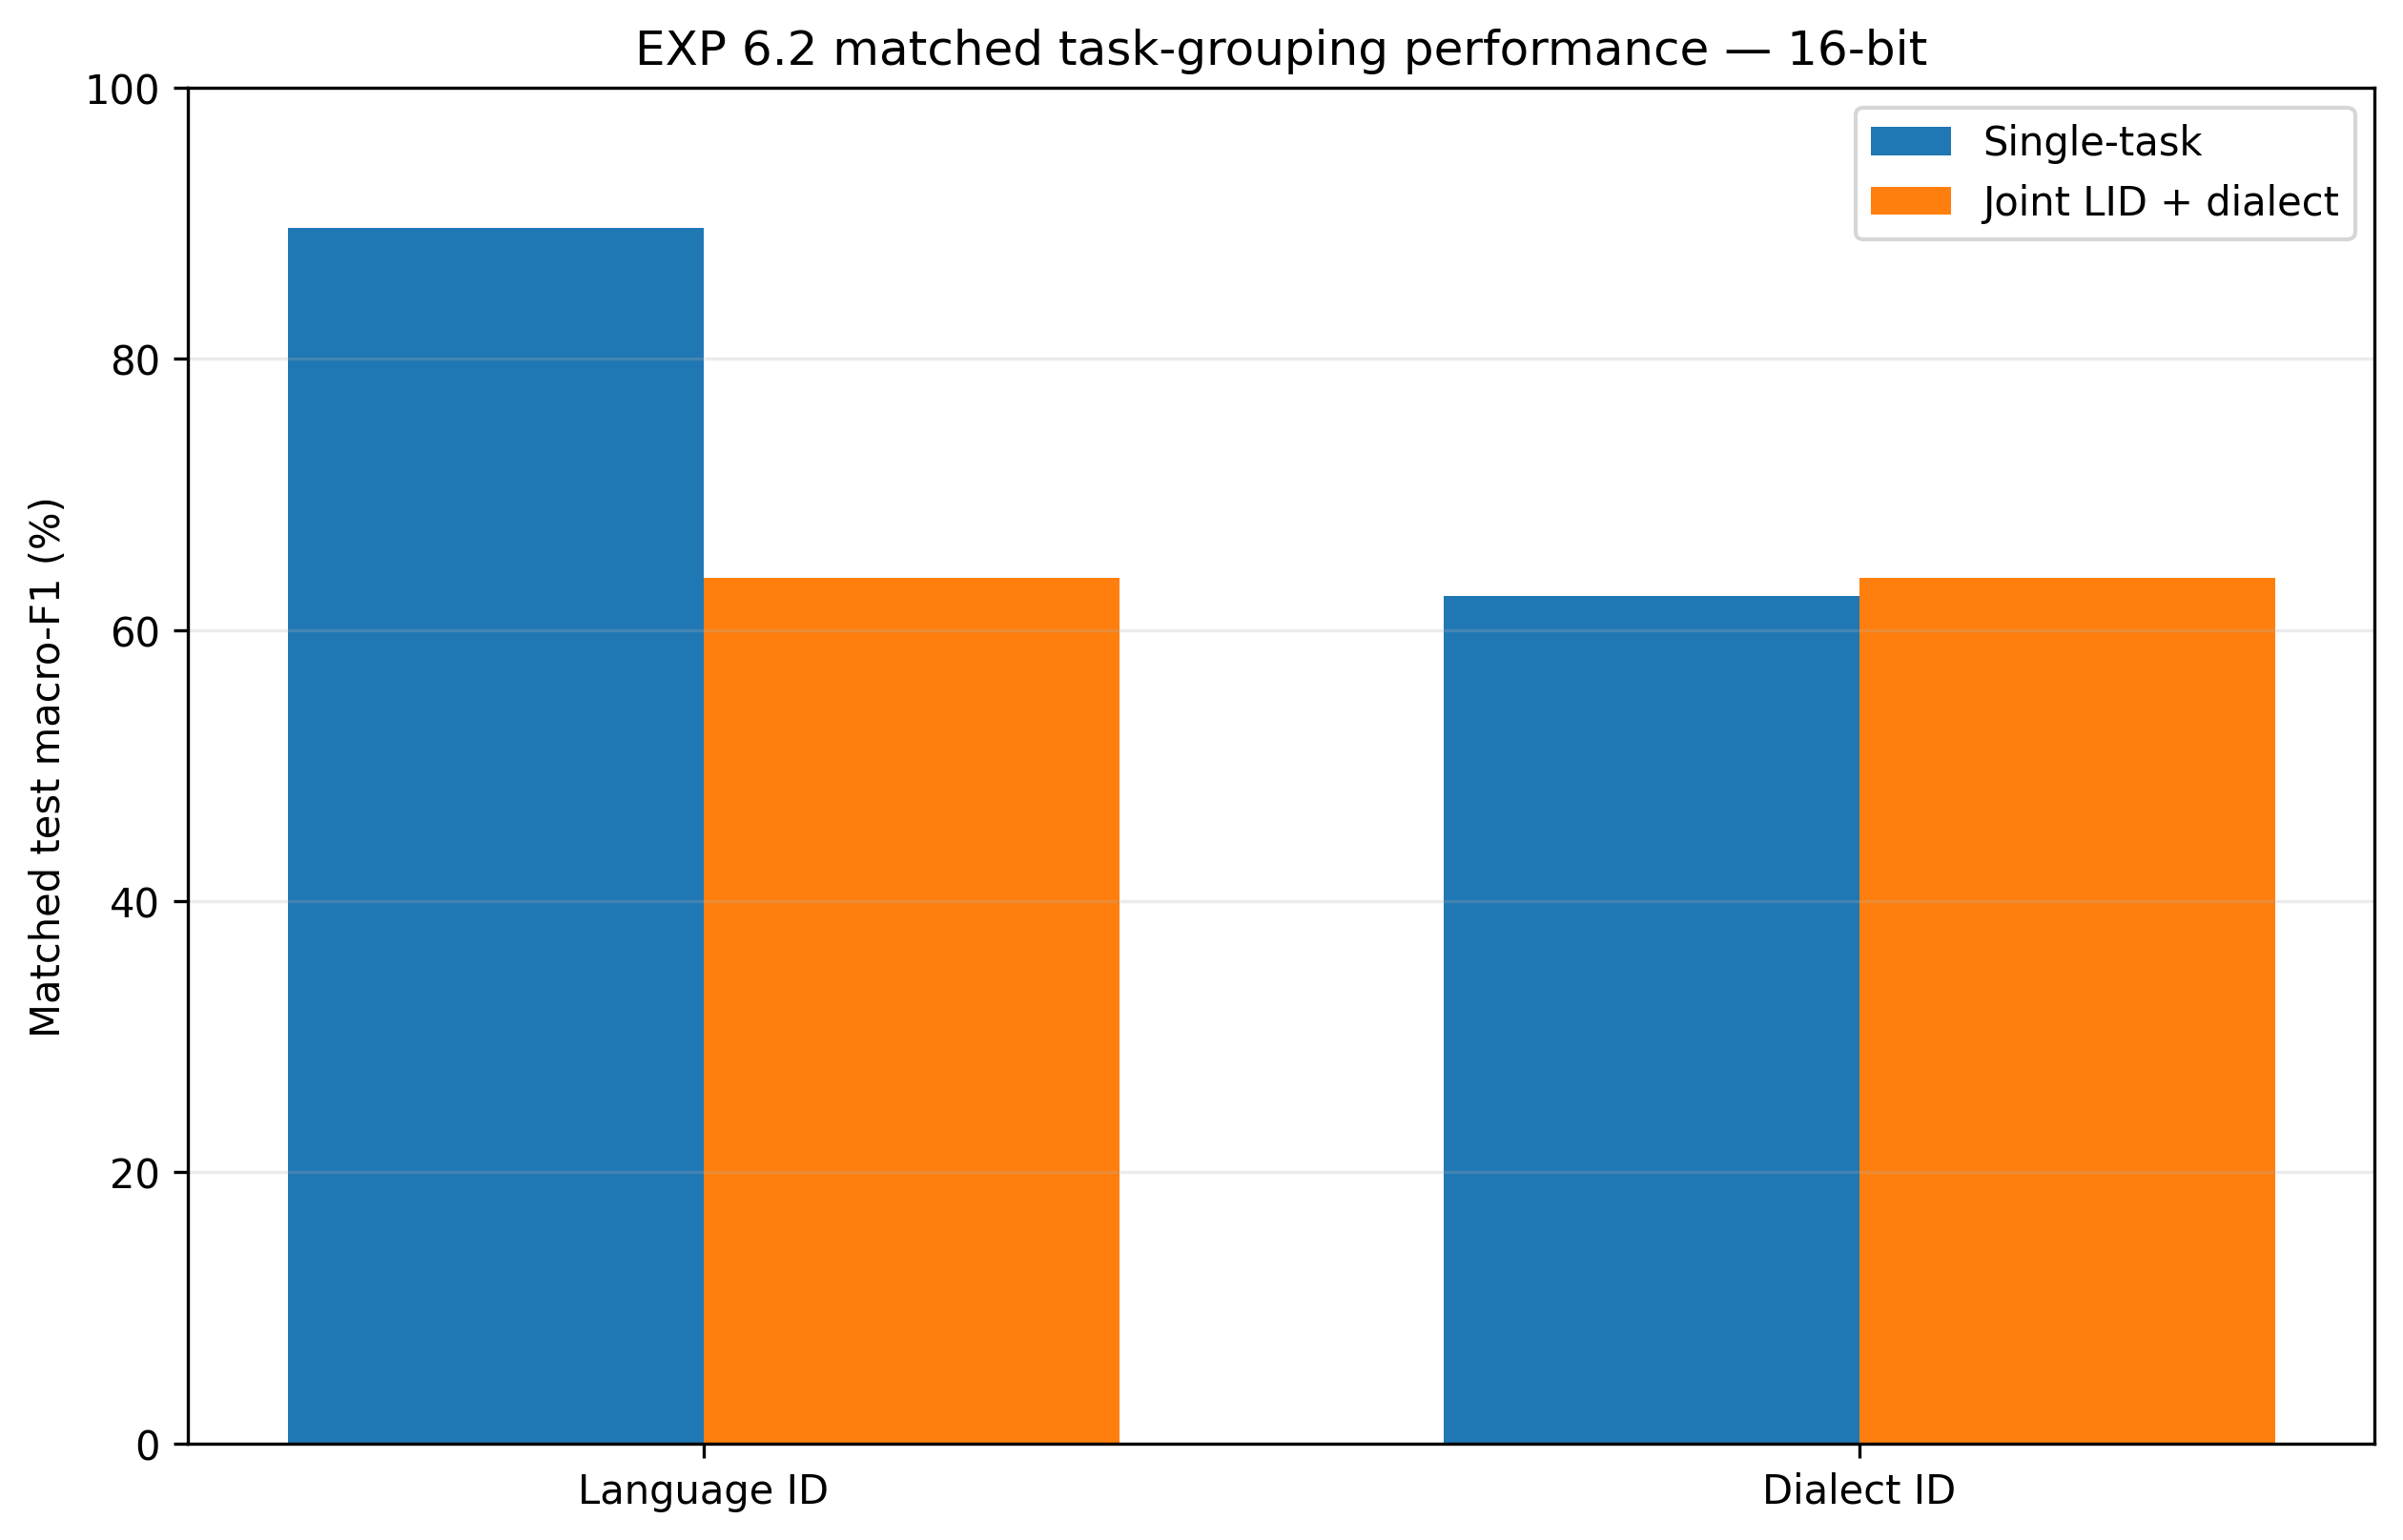 EXP 6.2 matched task-grouping performance — 16-bit
Single-task
Joint LID + dialect
Matched test macro-F1 (%)
100
80
60
40
20
0
Language ID
Dialect ID